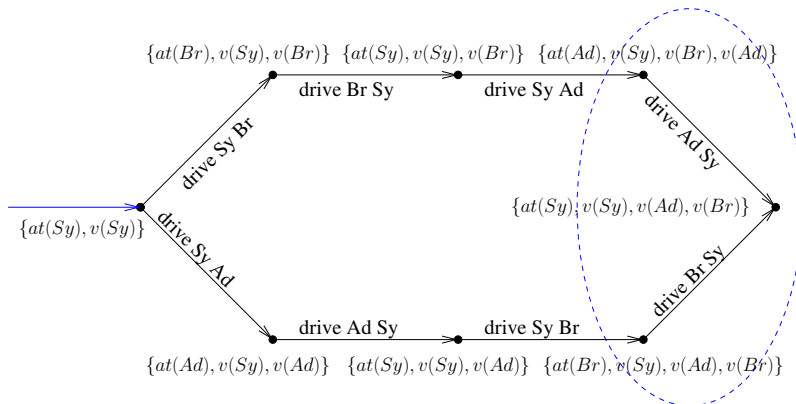 {at(Br), v(Sy), v(Br)} {at(Sy), v(Sy), v(Br)} {at(Ad), v(Sy), v(Br), v(Ad)}
drive Br Sy
drive Sy Ad
drive Sy Br
drive Ad Sy
{at(Sy), v(Sy)}
{at(Sy), v(Sy), v(Ad), v(Br)}
drive Sy Ad
drive Br Sy
drive Ad Sy
drive Sy Br
{at(Ad), v(Sy), v(Ad)} {at(Sy), v(Sy), v(Ad)} {at(Br), v(Sy), v(Ad), v(Br)}